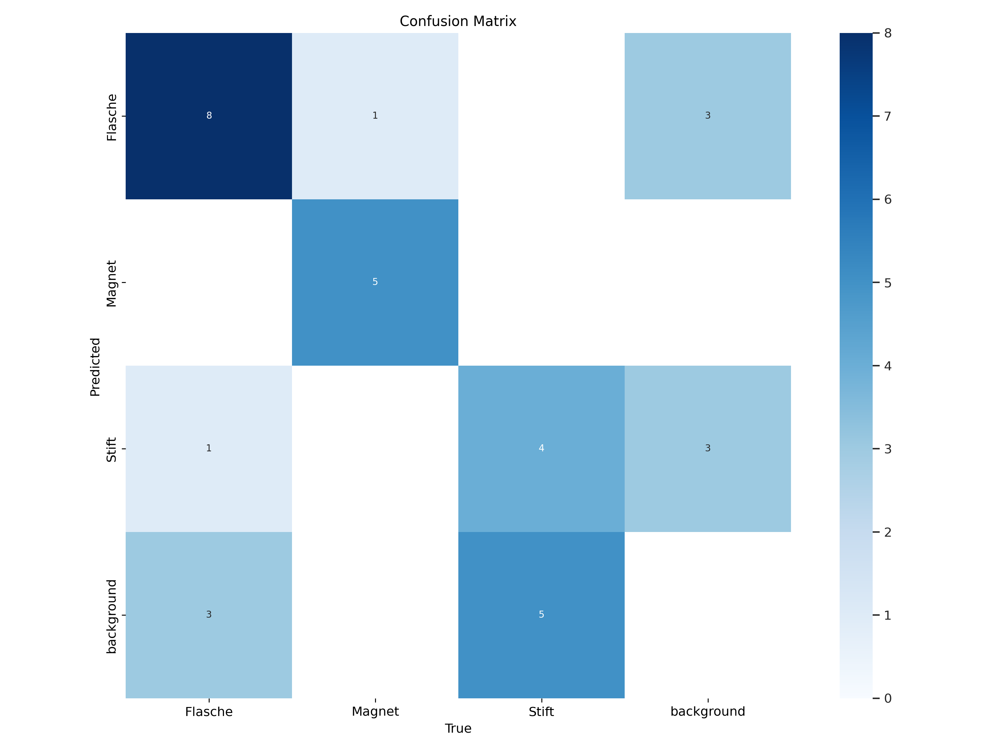 Confusion Matrix
Predicted
Flasche
8
1
3
Magnet
5
Stift
1
4
3
background
3
5
Flasche
Magnet
Stift
background
True
8
7
6
5
4
3
2
1
0